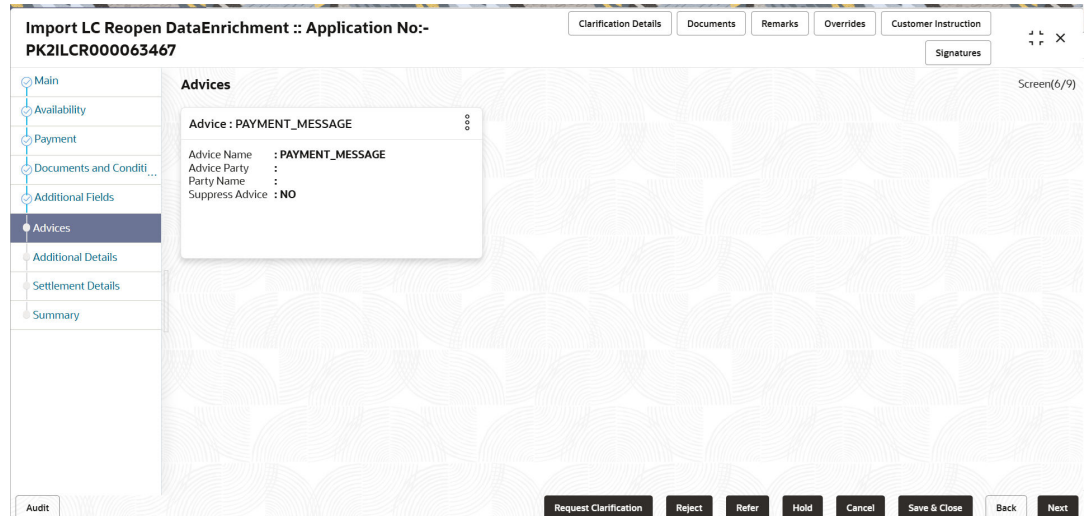 Import LC Reopen DataEnrichment :: Application No:-
PK2ILCR000063467
Clarification Details
Documents
Remarks
Overrides
Customer Instruction
Signatures
Main
Availability
Payment
Documents and Conditi...
Additional Fields
Advices
Additional Details
Settlement Details
Summary
Advices
Screen(6/9)
Advice : PAYMENT_MESSAGE
Advice Name : PAYMENT_MESSAGE
Advice Party :
Party Name :
Suppress Advice : NO
Audit
Request Clarification
Reject
Refer
Hold
Cancel
Save & Close
Back
Next